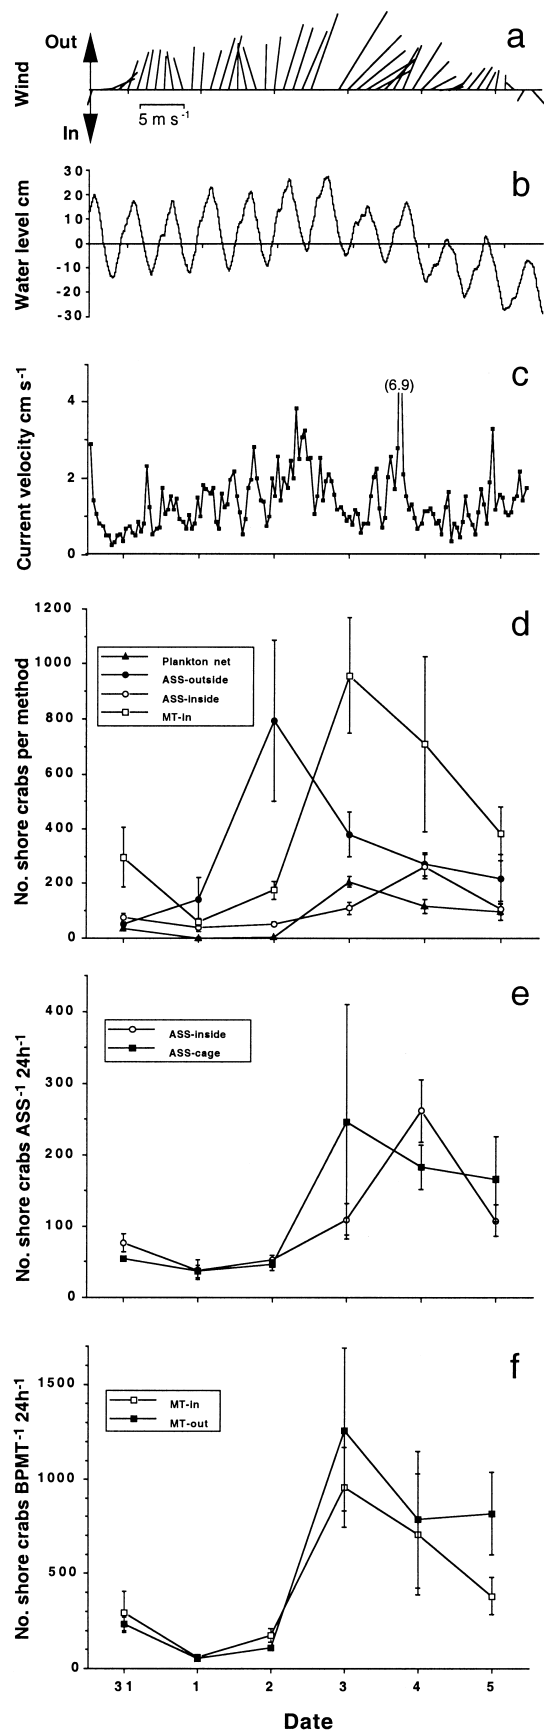 a
Out
Wind
In
5 m s-1
b
Water level cm
30
20
10
0
-10
-20
-30
c
Current velocity cm s-1
(6.9)
4
2
0
d
No. shore crabs per method
1200
1000
800
600
400
200
0
Plankton net
ASS-outside
ASS-inside
MT-in
e
No. shore crabs ASS-1 24h-1
400
300
200
100
0
ASS-inside
ASS-cage
f
No. shore crabs BPMT-1 24h-1
1500
1000
500
0
MT-in
MT-out
31 1 2 3 4 5
Date